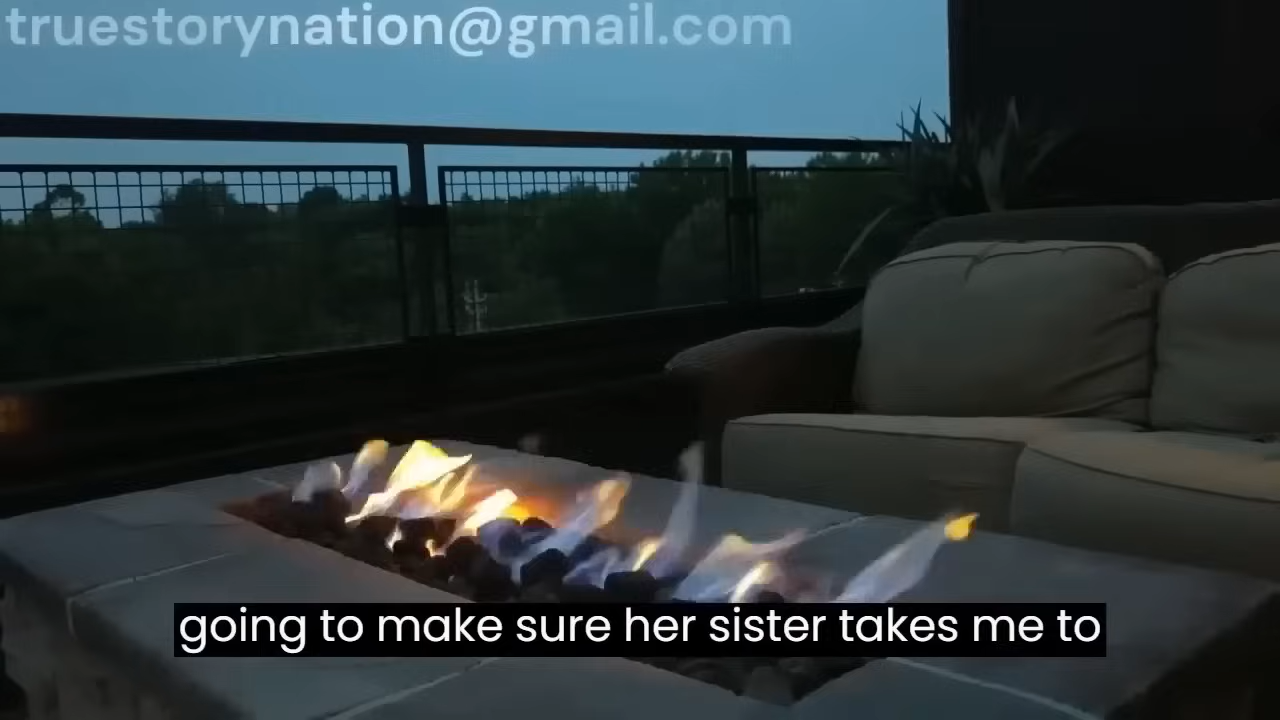 truestorynation@gmail.com
going to make sure her sister takes me to